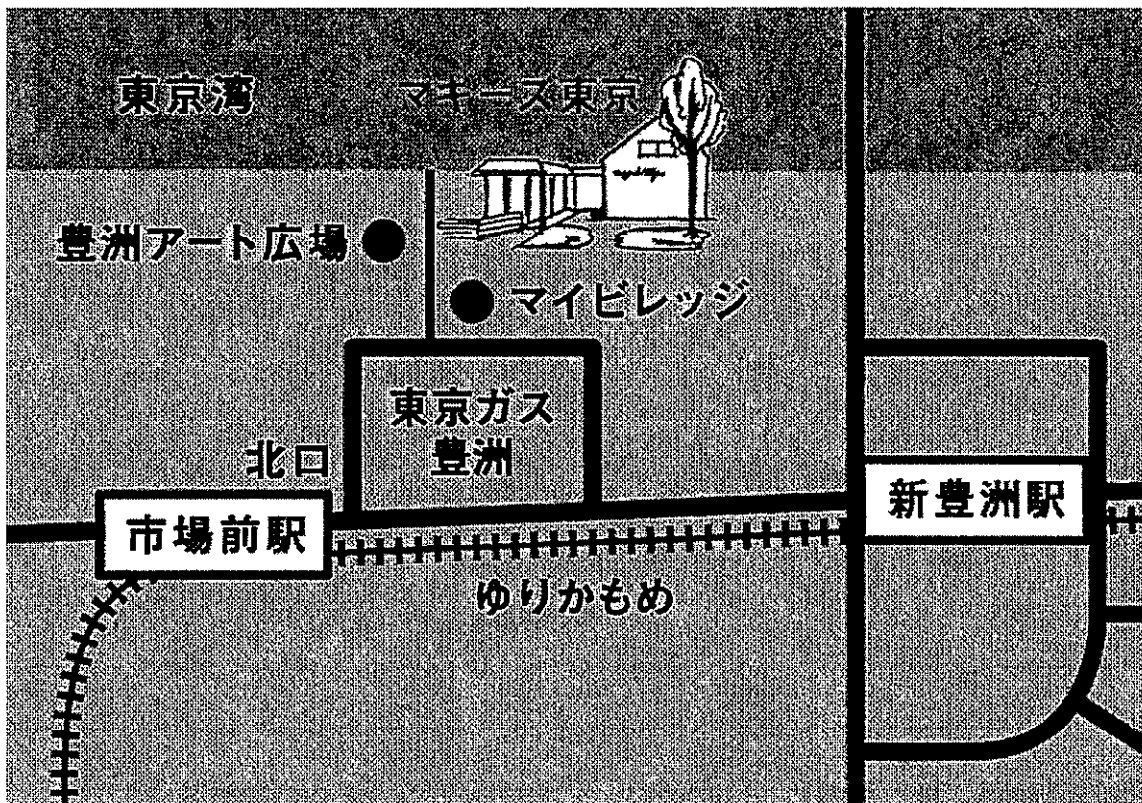 東京湾
マギーズ東京
豊洲アート広場
マイビレッジ
東京ガス
豊洲
北口
市場前駅
新豊洲駅
ゆりかもめ